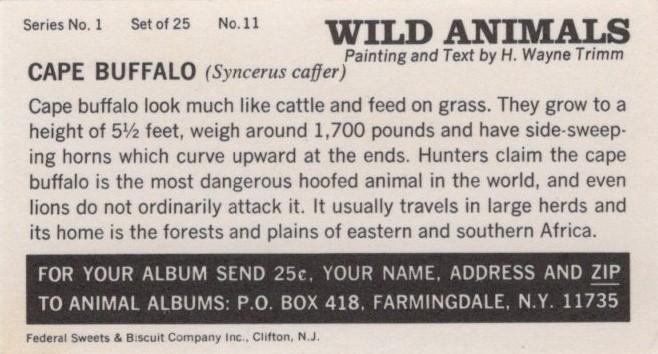 Series No. 1 Set of 25 No. 11
WILD ANIMALS
Painting and Text by H. Wayne Trimm
CAPE BUFFALO (Syncerus caffer)
Cape buffalo look much like cattle and feed on grass. They grow to a
height of 5½ feet, weigh around 1,700 pounds and have side-sweep-
ing horns which curve upward at the ends. Hunters claim the cape
buffalo is the most dangerous hoofed animal in the world, and even
lions do not ordinarily attack it. It usually travels in large herds and
its home is the forests and plains of eastern and southern Africa.
FOR YOUR ALBUM SEND 25¢, YOUR NAME, ADDRESS AND ZIP
TO ANIMAL ALBUMS: P.O. BOX 418, FARMINGDALE, N.Y. 11735
Federal Sweets & Biscuit Company Inc., Clifton, N.J.